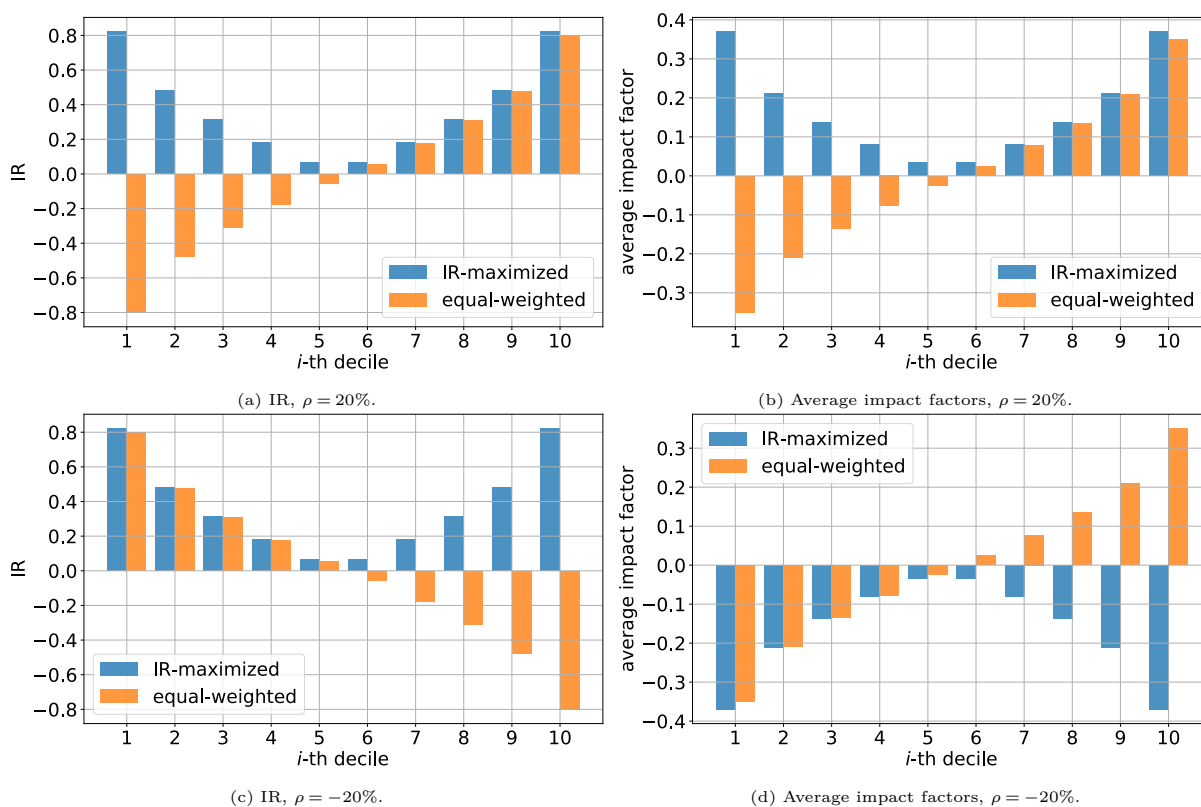 IR
0.8
0.6
0.4
0.2
0.0
−0.2
−0.4
−0.6
−0.8
IR-maximized
equal-weighted
1 2 3 4 5 6 7 8 9 10
i-th decile
(a) IR, ρ = 20%.
average impact factor
0.4
0.3
0.2
0.1
0.0
−0.1
−0.2
−0.3
IR-maximized
equal-weighted
1 2 3 4 5 6 7 8 9 10
i-th decile
(b) Average impact factors, ρ = 20%.
IR
0.8
0.6
0.4
0.2
0.0
−0.2
−0.4
−0.6
−0.8
IR-maximized
equal-weighted
1 2 3 4 5 6 7 8 9 10
i-th decile
(c) IR, ρ = −20%.
average impact factor
0.3
0.2
0.1
0.0
−0.1
−0.2
−0.3
−0.4
IR-maximized
equal-weighted
1 2 3 4 5 6 7 8 9 10
i-th decile
(d) Average impact factors, ρ = −20%.